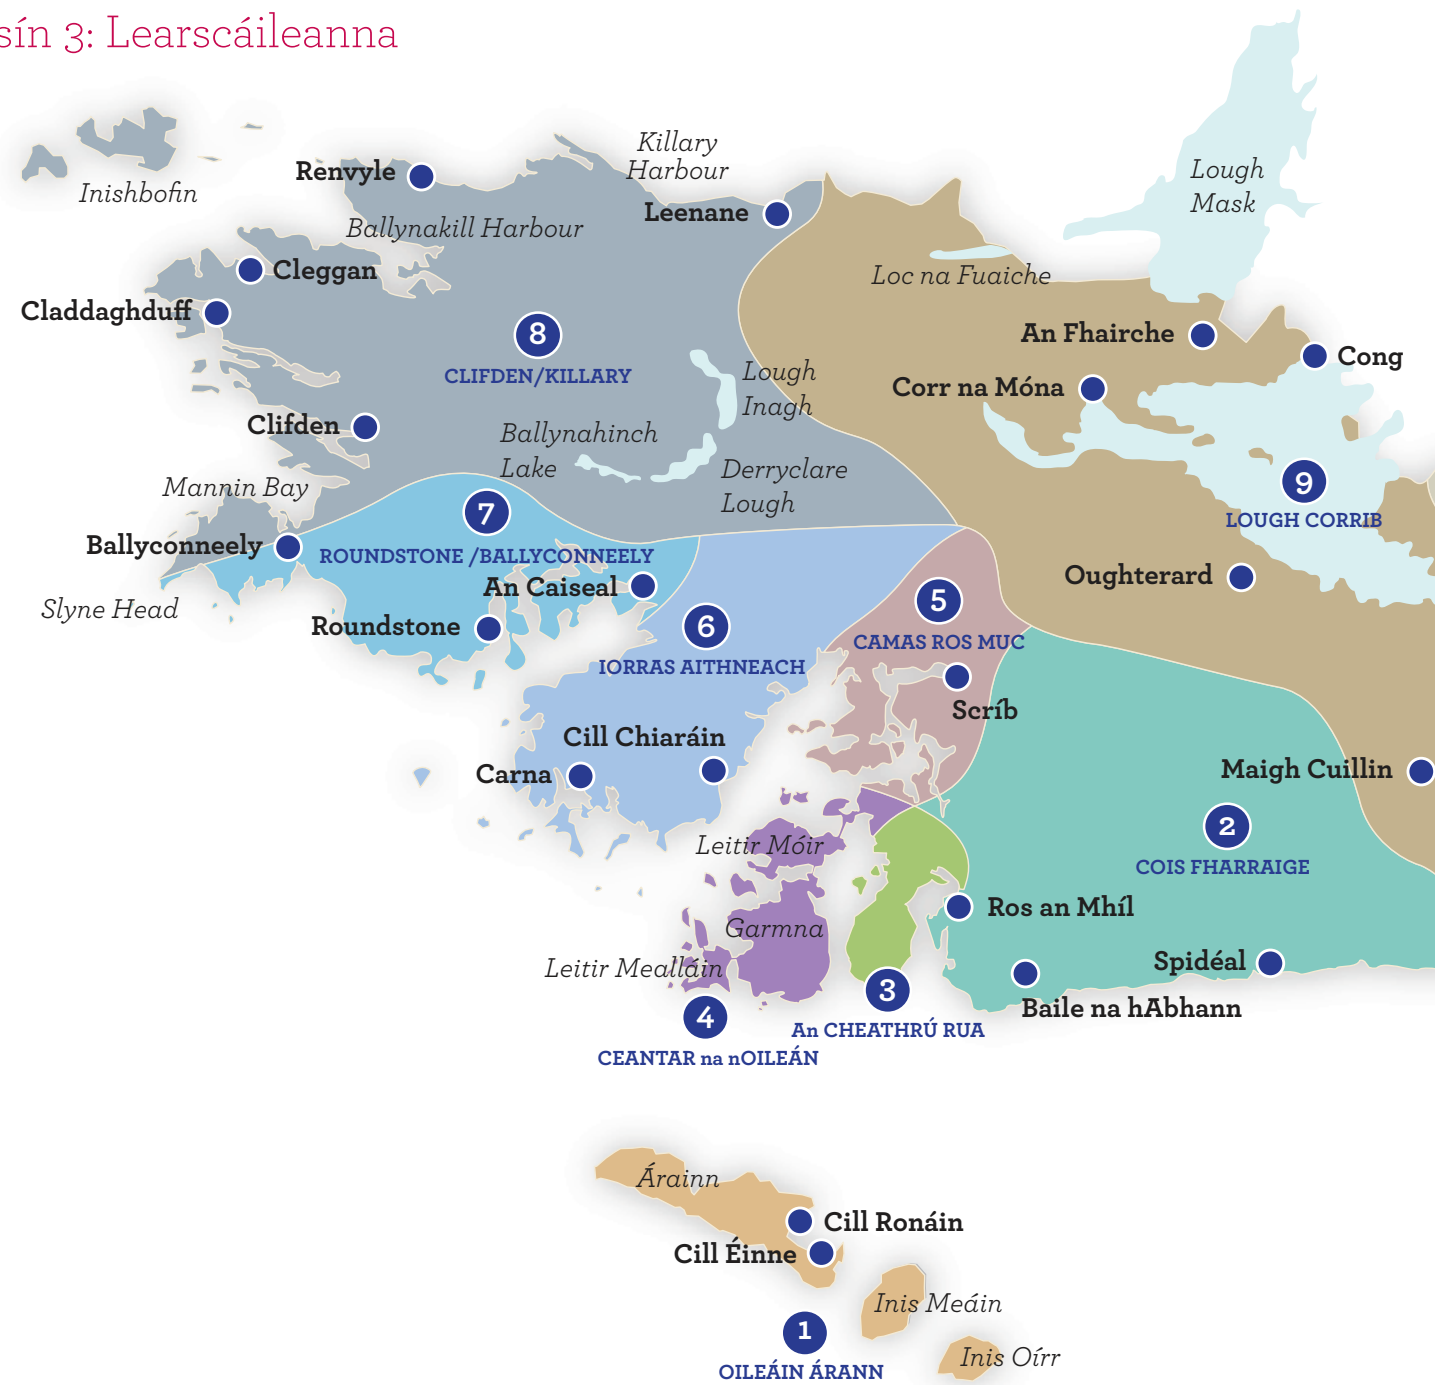 sín 3: Learscáileanna
Killary
Harbour
Lough
Mask
Renvyle
Inishbofin
Leenane
Ballynakill Harbour
Cleggan
Loc na Fuaiche
Claddaghduff
8
CLIFDEN/KILLARY
An Fhairche
Cong
Lough
Inagh
Corr na Móna
Clifden
Ballynahinch
Lake
Derryclare
Lough
Mannin Bay
9
LOUGH CORRIB
7
ROUNDSTONE /BALLYCONNEELY
Ballyconneely
An Caiseal
Oughterard
Slyne Head
Roundstone
6
IORRAS AITHNEACH
5
CAMAS ROS MUC
Scríb
Cill Chiaráin
Carna
Maigh Cuillin
2
COIS FHARRAIGE
Leitir Móir
Ros an Mhíl
Garmna
Leitir Mealláin
Spidéal
Baile na hAbhann
3
An CHEATHRÚ RUA
4
CEANTAR na nOILEÁN
Árainn
Cill Ronáin
Cill Éinne
Inis Meáin
1
OILEÁIN ÁRANN
Inis Oírr